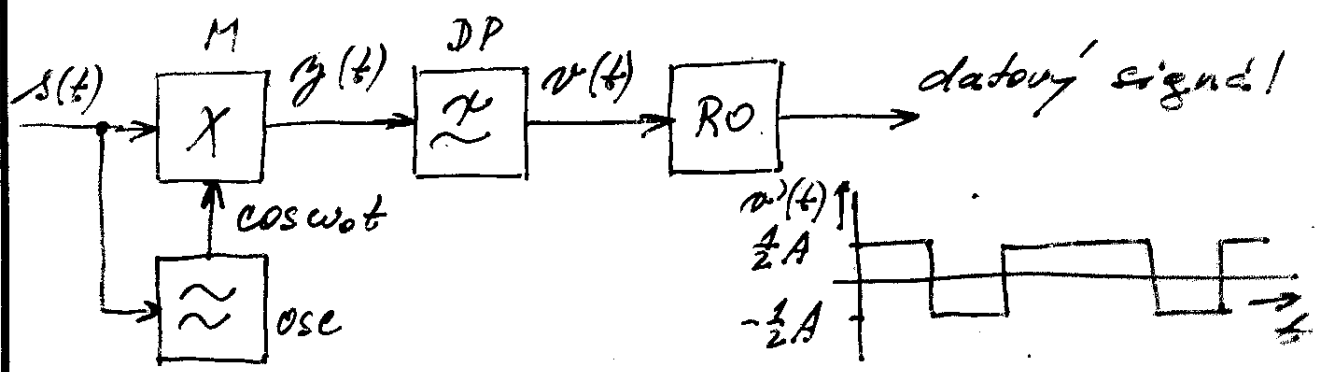 M
DP
s(t)
y(t)
v(t)
X
RO
datový signál
cos ω₀t
osc
v(t)
½A
-½A
t